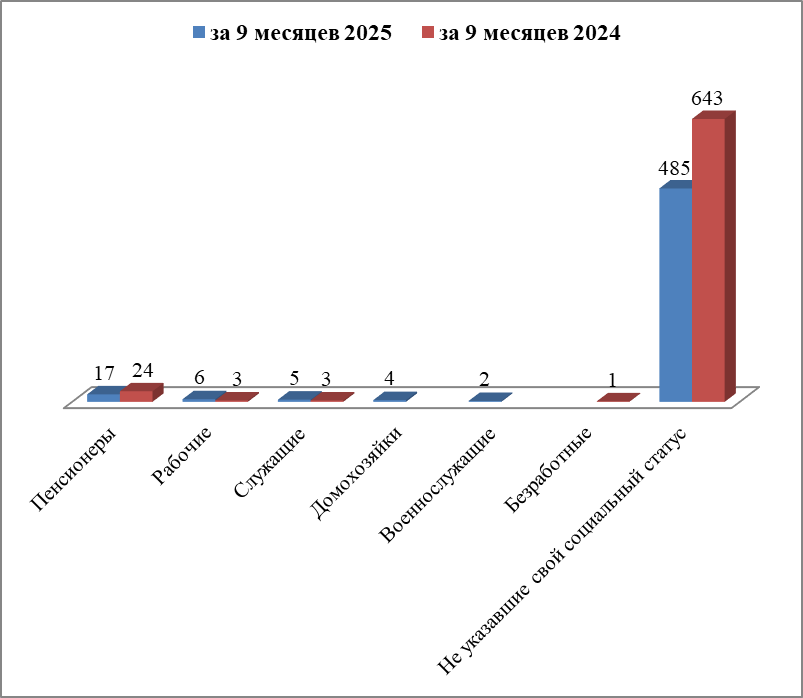 за 9 месяцев 2025 за 9 месяцев 2024
643
485
17 24 6 3 5 3 4 2 1
Пенсионеры
Рабочие
Служащие
Домохозяйки
Военнослужащие
Безработные
Не указавшие свой социальный статус